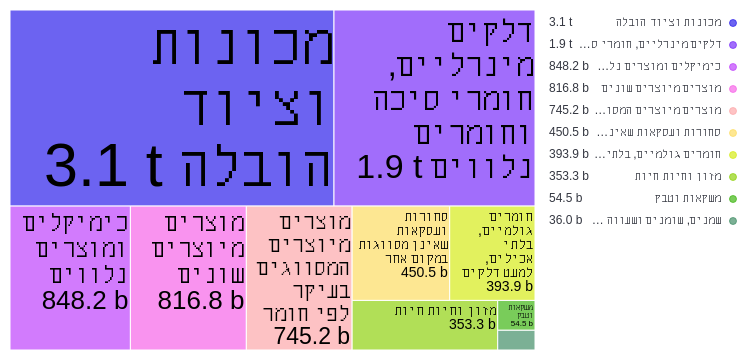 מכונות
וציוד
הובלה 3.1 t
דלקים
מינרליים,
חומרי סיכה
וחומרים
נלווים 1.9 t
כימיקלים
ומוצרים
נלווים
848.2 b
מוצרים
מיוצרים
שונים
816.8 b
מוצרים
מיוצרים
המסווגים
בעיקר
לפי חומר
745.2 b
סחורות
ועסקאות
שאינן מסווגות
במקום אחר
450.5 b
חומרים
גולמיים,
בלתי
אכילים,
למעט דלקים
393.9 b
מזון וחיות חיות
353.3 b
משקאות
וטבק
54.5 b
מכונות וציוד הובלה 3.1 t
דלקים מינרליים, חומרי ס... 1.9 t
כימיקלים ומוצרים נל... 848.2 b
מוצרים מיוצרים שונים 816.8 b
מוצרים מיוצרים המסו... 745.2 b
סחורות ועסקאות שאינ... 450.5 b
חומרים גולמיים, בלתי... 393.9 b
מזון וחיות חיות 353.3 b
משקאות וטבק 54.5 b
שמנים, שומנים ושעווה ... 36.0 b